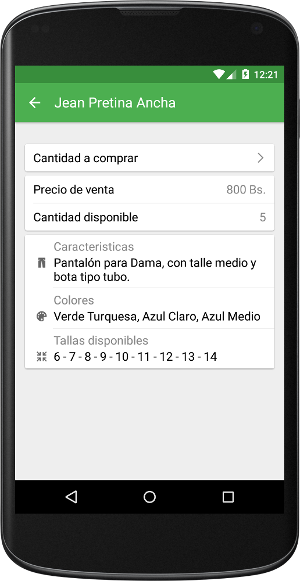 12:21
Jean Pretina Ancha
Cantidad a comprar
Precio de venta 800 Bs.
Cantidad disponible 5
Caracteristicas
Pantalón para Dama, con talle medio y
bota tipo tubo.
Colores
Verde Turquesa, Azul Claro, Azul Medio
Tallas disponibles
6 - 7 - 8 - 9 - 10 - 11 - 12 - 13 - 14